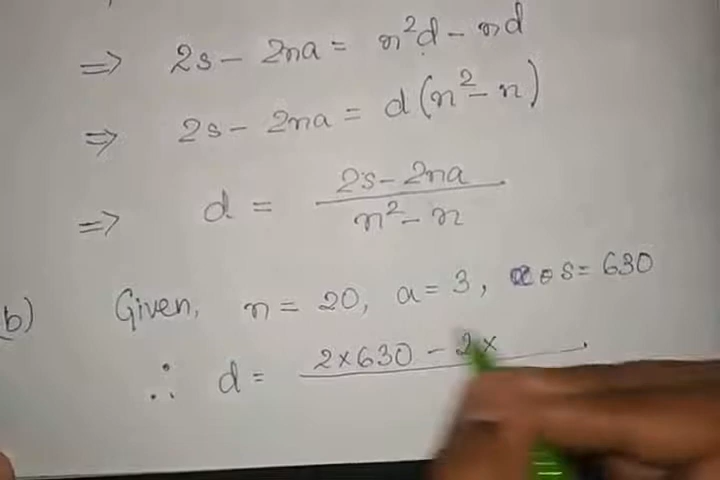 ⇒ 2s - 2na = n²d - nd
⇒ 2s - 2na = d(n² - n)
⇒ d = (2s - 2na)/(n² - n)
(b) Given, n = 20, a = 3, s = 630
∴ d = 2×630 - 2×